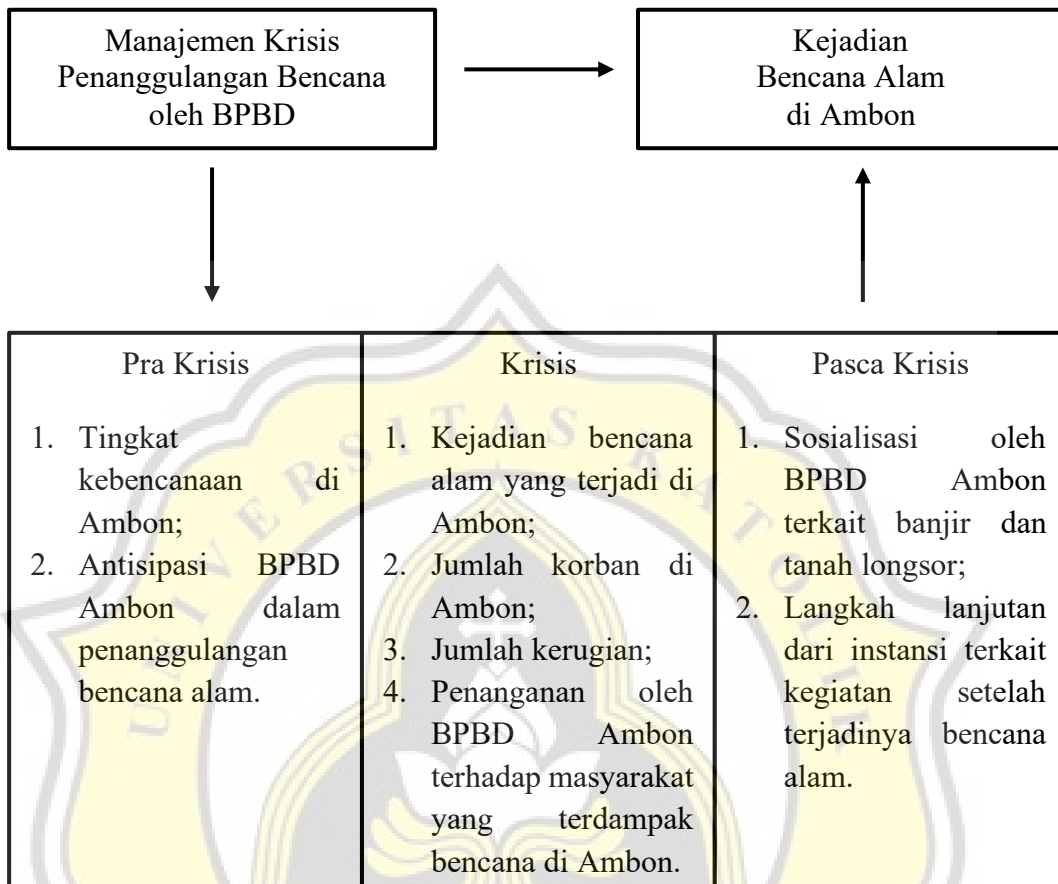 Manajemen Krisis
Penanggulangan Bencana
oleh BPBD
Kejadian
Bencana Alam
di Ambon
Pra Krisis
1. Tingkat
kebencanaan di
Ambon;
2. Antisipasi BPBD
Ambon dalam
penanggulangan
bencana alam.
Krisis
1. Kejadian bencana
alam yang terjadi di
Ambon;
2. Jumlah korban di
Ambon;
3. Jumlah kerugian;
4. Penanganan oleh
BPBD Ambon
terhadap masyarakat
yang terdampak
bencana di Ambon.
Pasca Krisis
1. Sosialisasi oleh
BPBD Ambon
terkait banjir dan
tanah longsor;
2. Langkah lanjutan
dari instansi terkait
kegiatan setelah
terjadinya bencana
alam.
UNIVERSITAS KATOLIK